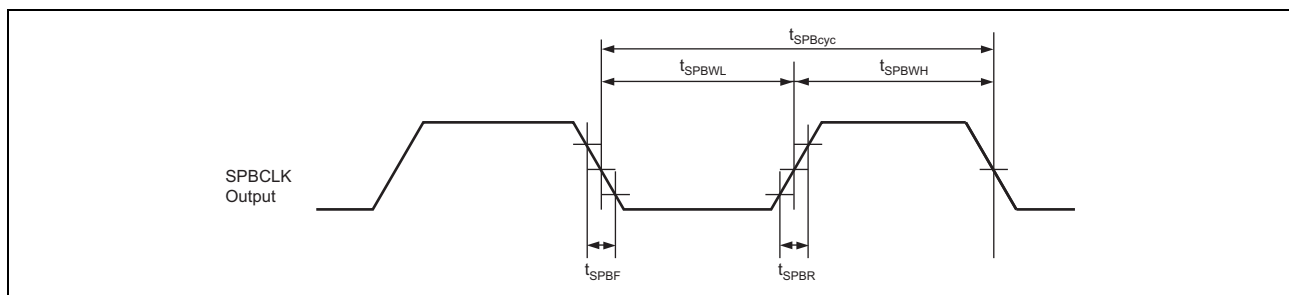 tSPBcyc
tSPBWL
tSPBWH
SPBCLK
Output
tSPBF
tSPBR